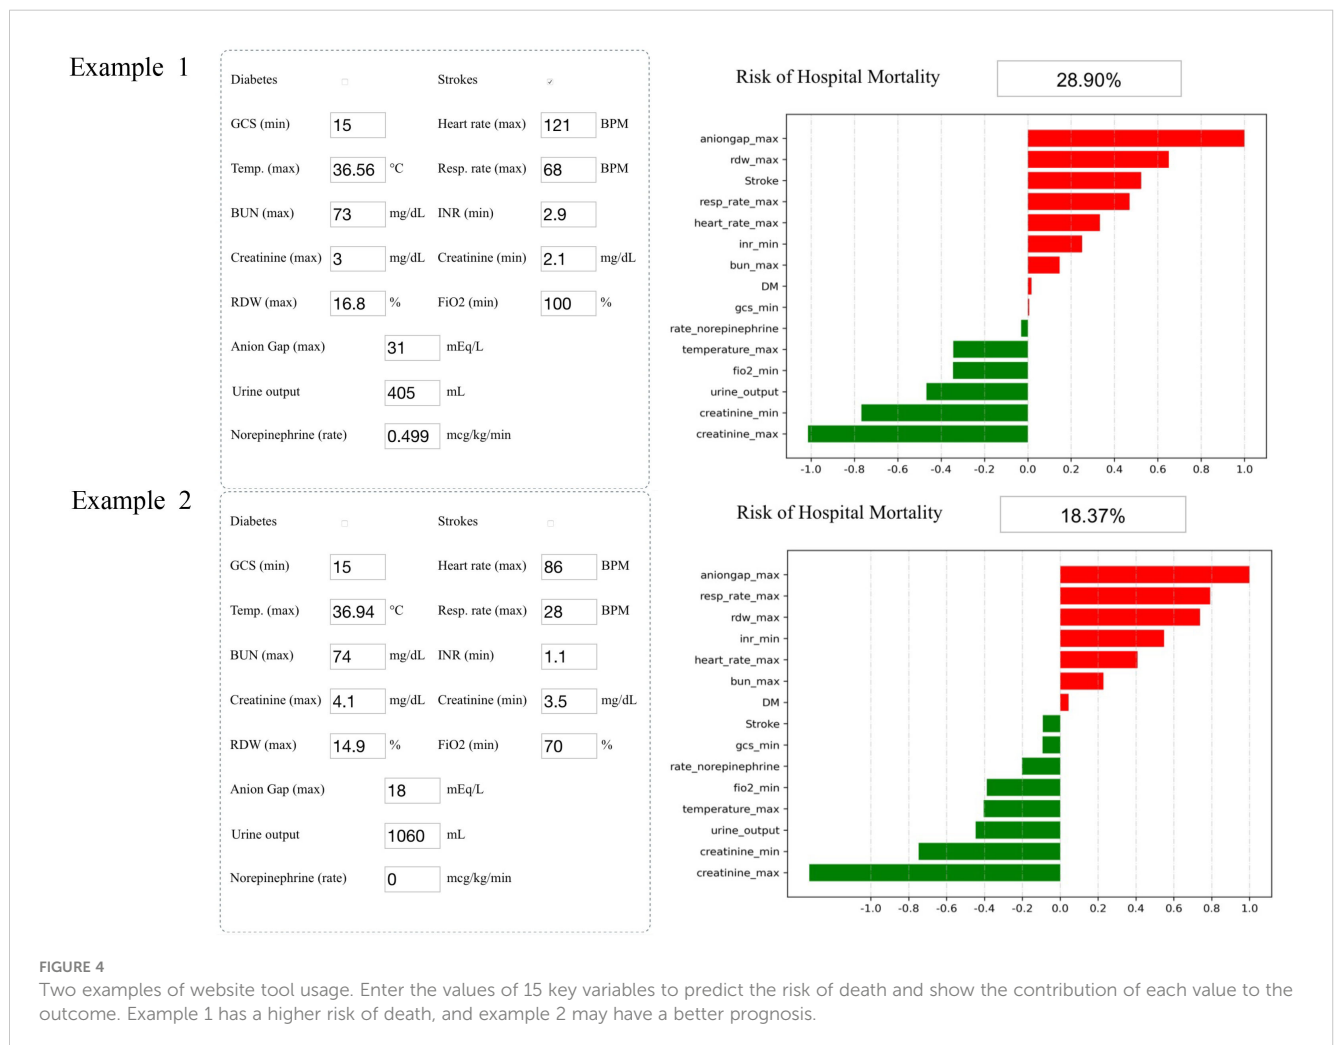 Example 1
Diabetes Strokes
GCS (min) 15 Heart rate (max) 121 BPM
Temp. (max) 36.56 °C Resp. rate (max) 68 BPM
BUN (max) 73 mg/dL INR (min) 2.9
Creatinine (max) 3 mg/dL Creatinine (min) 2.1 mg/dL
RDW (max) 16.8 % FiO2 (min) 100 %
Anion Gap (max) 31 mEq/L
Urine output 405 mL
Norepinephrine (rate) 0.499 mcg/kg/min
Risk of Hospital Mortality 28.90%
aniongap_max
rdw_max
Stroke
resp_rate_max
heart_rate_max
inr_min
bun_max
DM
gcs_min
rate_norepinephrine
temperature_max
fio2_min
urine_output
creatinine_min
creatinine_max
-1.0 -0.8 -0.6 -0.4 -0.2 0.0 0.2 0.4 0.6 0.8 1.0
Example 2
Diabetes Strokes
GCS (min) 15 Heart rate (max) 86 BPM
Temp. (max) 36.94 °C Resp. rate (max) 28 BPM
BUN (max) 74 mg/dL INR (min) 1.1
Creatinine (max) 4.1 mg/dL Creatinine (min) 3.5 mg/dL
RDW (max) 14.9 % FiO2 (min) 70 %
Anion Gap (max) 18 mEq/L
Urine output 1060 mL
Norepinephrine (rate) 0 mcg/kg/min
Risk of Hospital Mortality 18.37%
aniongap_max
resp_rate_max
rdw_max
inr_min
heart_rate_max
bun_max
DM
Stroke
gcs_min
rate_norepinephrine
fio2_min
temperature_max
urine_output
creatinine_min
creatinine_max
-1.0 -0.8 -0.6 -0.4 -0.2 0.0 0.2 0.4 0.6 0.8 1.0
FIGURE 4
Two examples of website tool usage. Enter the values of 15 key variables to predict the risk of death and show the contribution of each value to the
outcome. Example 1 has a higher risk of death, and example 2 may have a better prognosis.